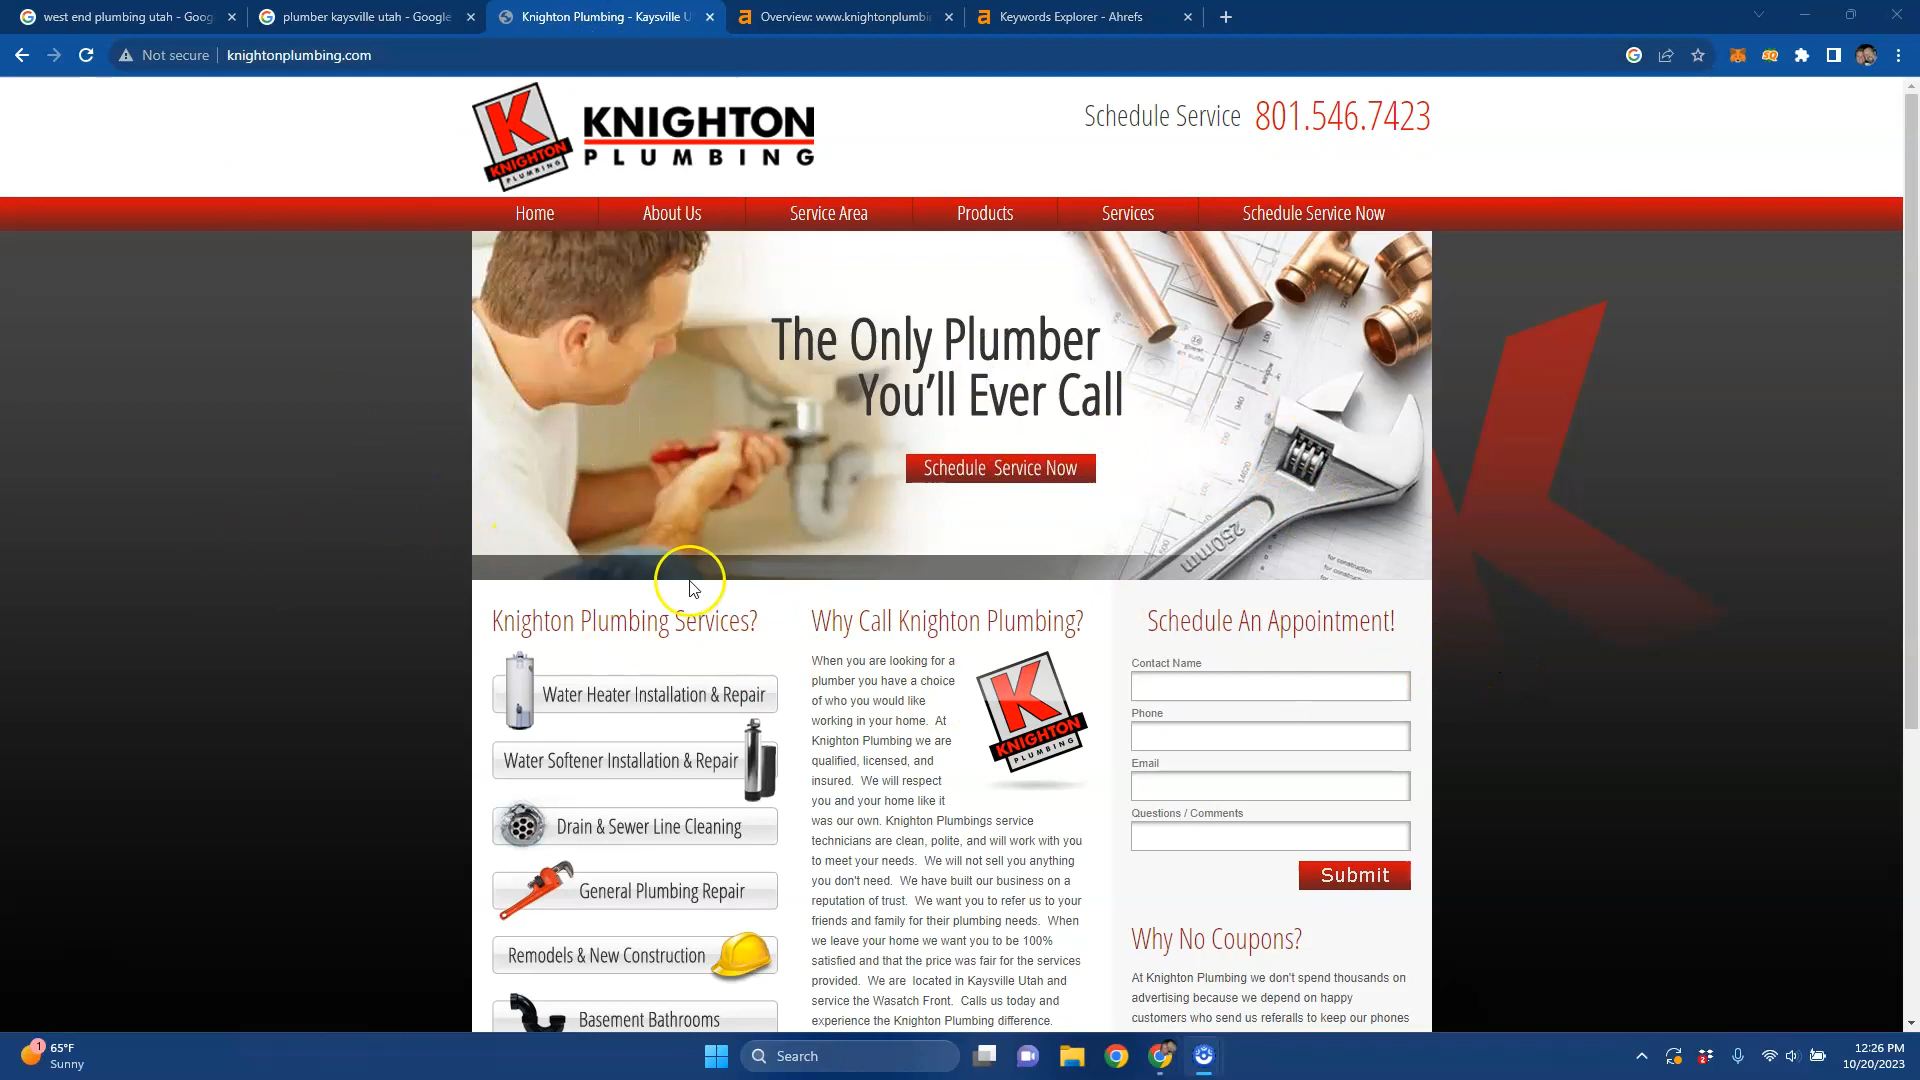 west end plumbing utah - Goog
plumber kaysville utah - Google
Knighton Plumbing - Kaysville U
Overview: www.knightonplumbin
Keywords Explorer - Ahrefs
Not secure
knightonplumbing.com
K
KNIGHTON
PLUMBING
KNIGHTON
PLUMBING
Schedule Service 801.546.7423
Home
About Us
Service Area
Products
Services
Schedule Service Now
The Only Plumber
You'll Ever Call
Schedule Service Now
250mm
Knighton Plumbing Services?
Water Heater Installation & Repair
Water Softener Installation & Repair
Drain & Sewer Line Cleaning
General Plumbing Repair
Remodels & New Construction
Basement Bathrooms
Why Call Knighton Plumbing?
When you are looking for a
plumber you have a choice
of who you would like
working in your home. At
Knighton Plumbing we are
qualified, licensed, and
insured. We will respect
you and your home like it
was our own. Knighton Plumbings service
technicians are clean, polite, and will work with you
to meet your needs. We will not sell you anything
you don't need. We have built our business on a
reputation of trust. We want you to refer us to your
friends and family for their plumbing needs. When
we leave your home we want you to be 100%
satisfied and that the price was fair for the services
provided. We are located in Kaysville Utah and
service the Wasatch Front. Calls us today and
experience the Knighton Plumbing difference.
K
KNIGHTON
PLUMBING
Schedule An Appointment!
Contact Name
Phone
Email
Questions / Comments
Submit
Why No Coupons?
At Knighton Plumbing we don't spend thousands on
advertising because we depend on happy
customers who send us referalls to keep our phones
K
1
65°F
Sunny
Search
12:26 PM
10/20/2023